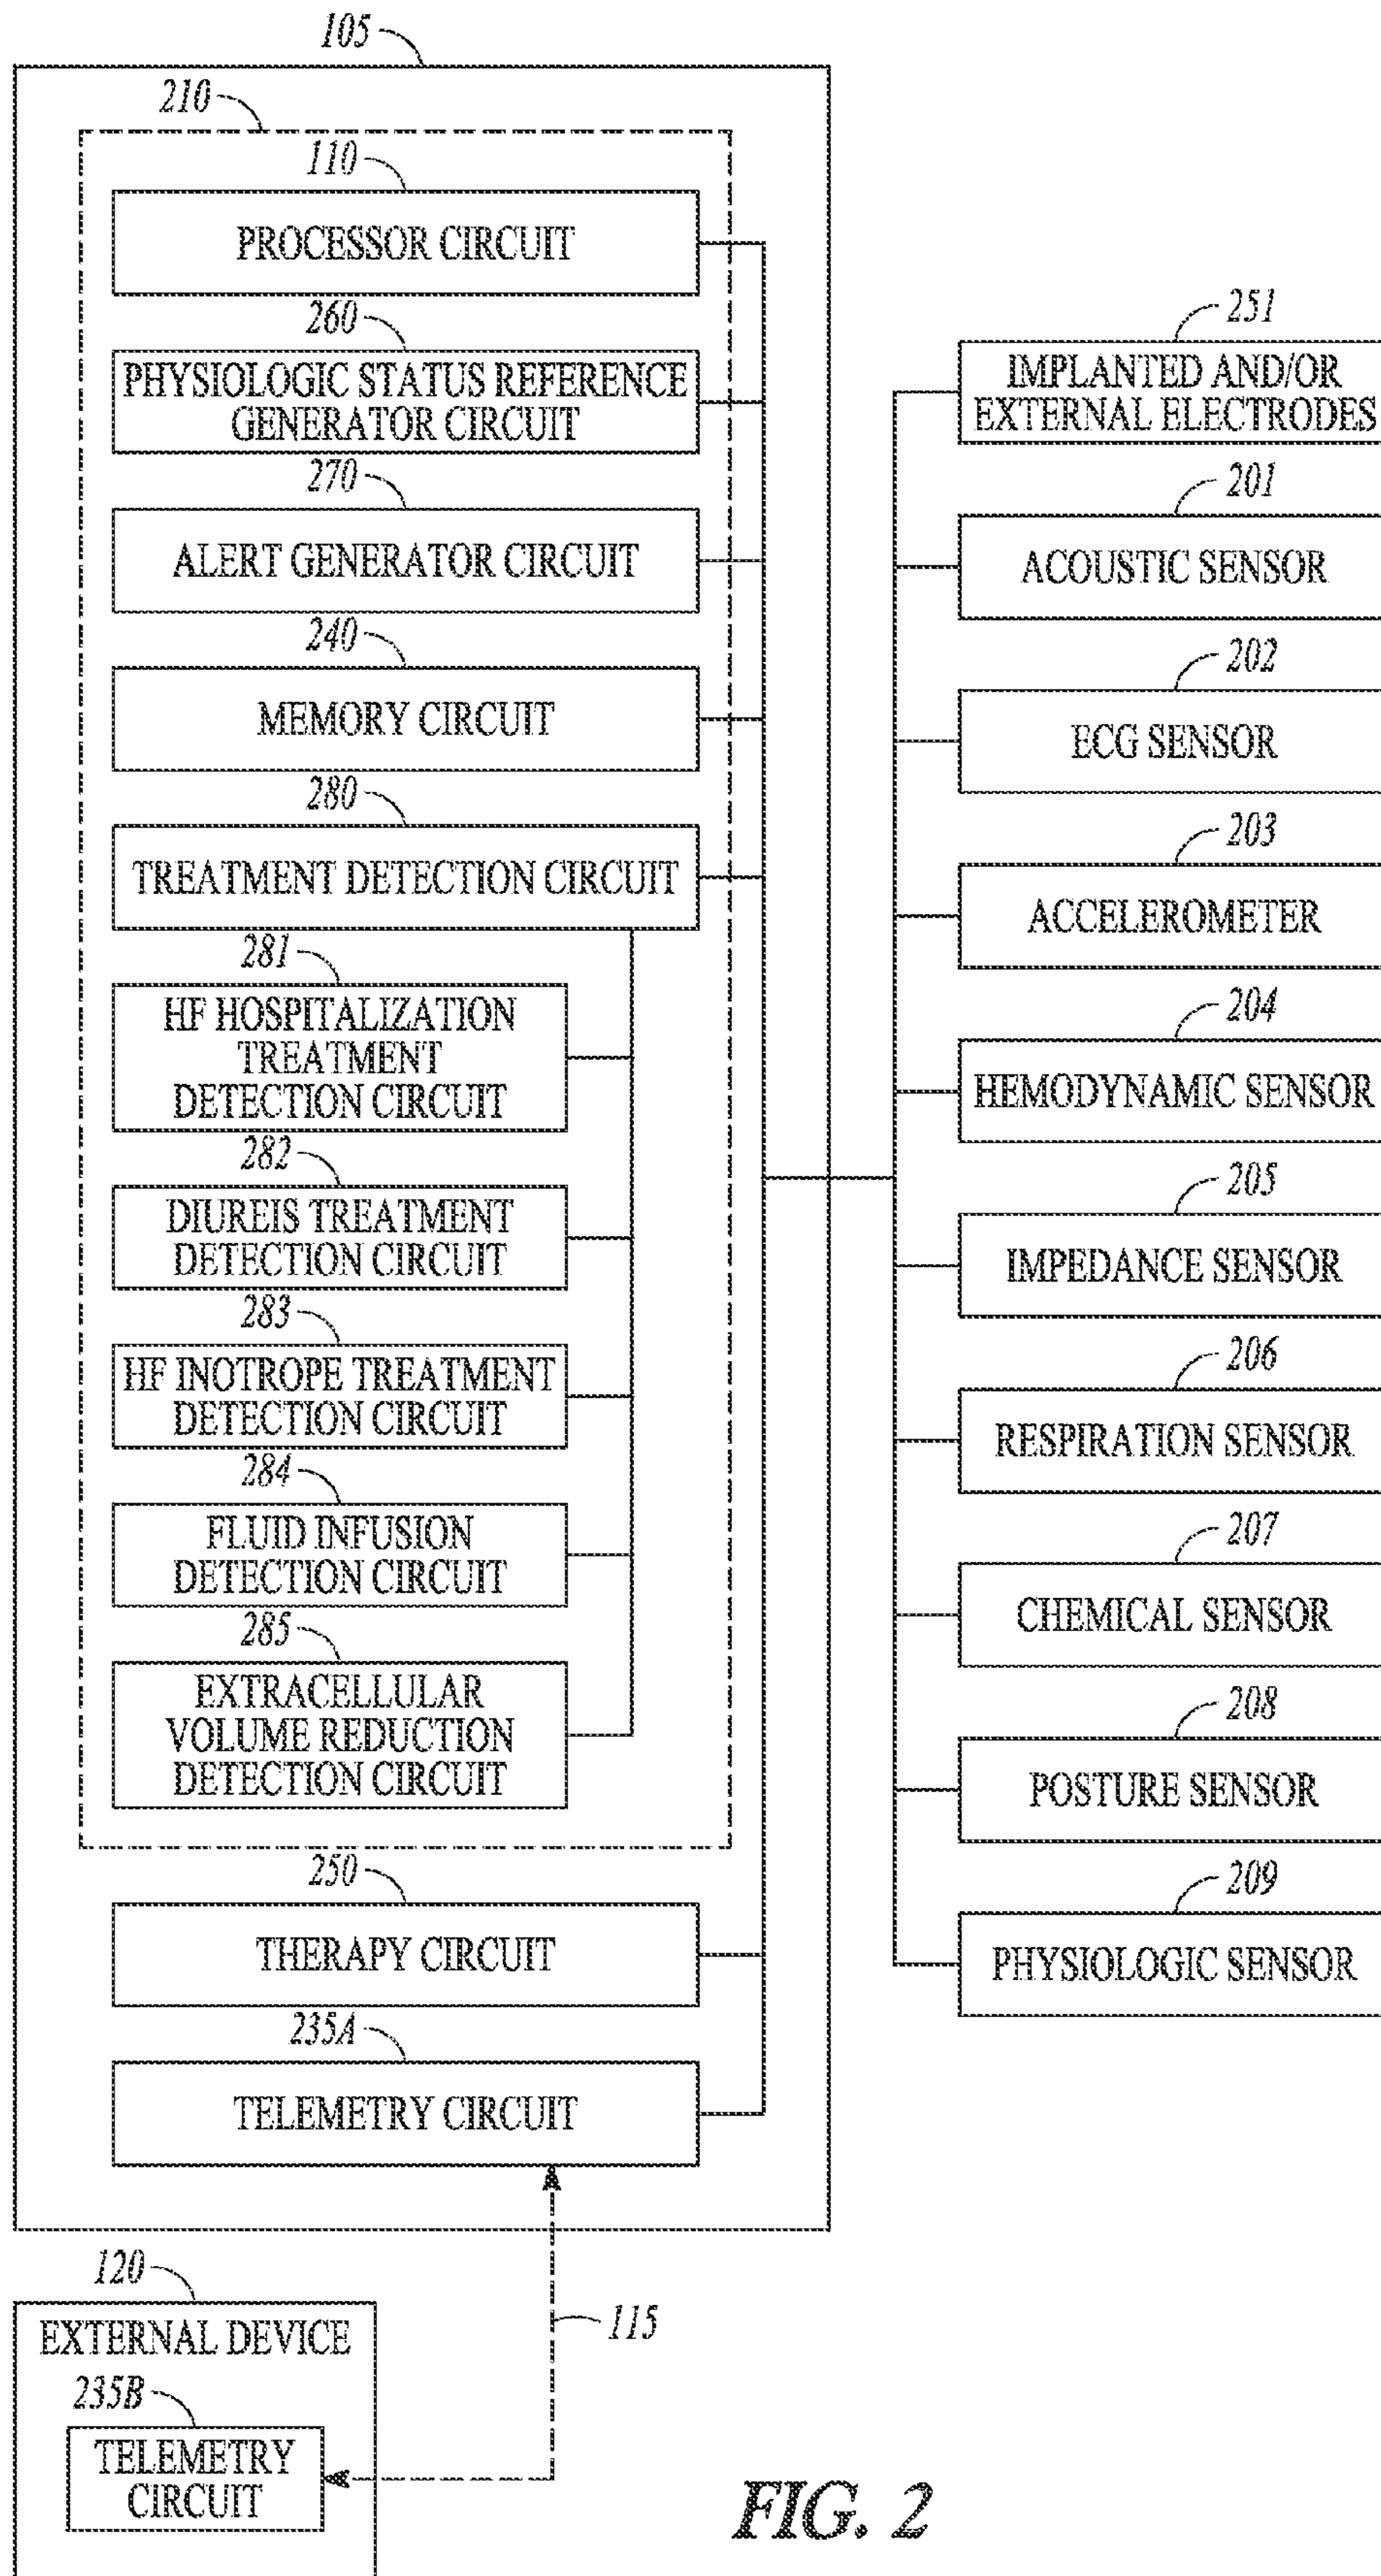 105
210
110
PROCESSOR CIRCUIT
260
PHYSIOLOGIC STATUS REFERENCE
GENERATOR CIRCUIT
270
ALERT GENERATOR CIRCUIT
240
MEMORY CIRCUIT
280
TREATMENT DETECTION CIRCUIT
281
HF HOSPITALIZATION
TREATMENT
DETECTION CIRCUIT
282
DIUREIS TREATMENT
DETECTION CIRCUIT
283
HF INOTROPE TREATMENT
DETECTION CIRCUIT
284
FLUID INFUSION
DETECTION CIRCUIT
285
EXTRACELLULAR
VOLUME REDUCTION
DETECTION CIRCUIT
250
THERAPY CIRCUIT
235A
TELEMETRY CIRCUIT
251
IMPLANTED AND/OR
EXTERNAL ELECTRODES
201
ACOUSTIC SENSOR
202
ECG SENSOR
203
ACCELEROMETER
204
HEMODYNAMIC SENSOR
205
IMPEDANCE SENSOR
206
RESPIRATION SENSOR
207
CHEMICAL SENSOR
208
POSTURE SENSOR
209
PHYSIOLOGIC SENSOR
120
EXTERNAL DEVICE
235B
TELEMETRY
CIRCUIT
115
FIG. 2